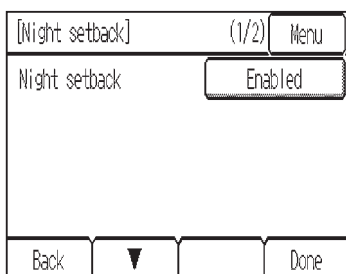 [Night setback] (1/2) Menu
Night setback Enabled
Back ▼ Done